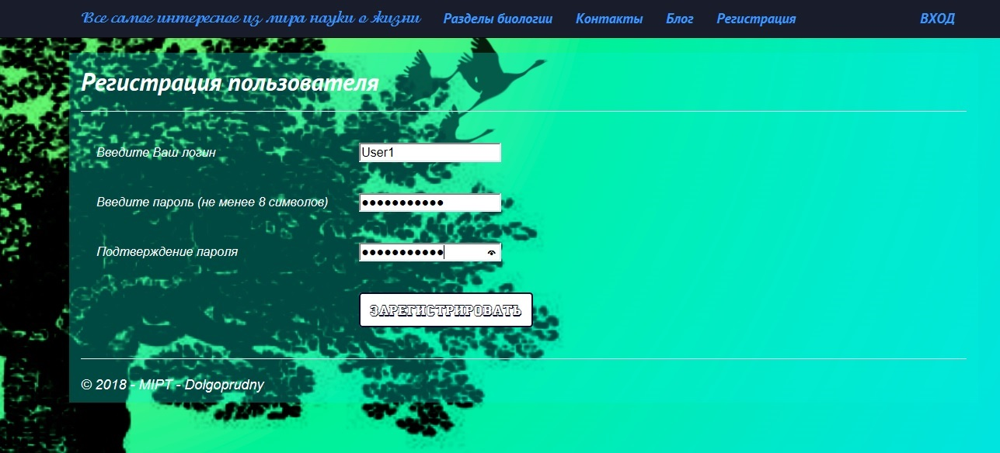 Все самое интересное из мира науки о жизни Разделы биологии Контакты Блог Регистрация ВХОД
Регистрация пользователя
Введите Ваш логин User1
Введите пароль (не менее 8 символов) ●●●●●●●●●●●
Подтверждение пароля ●●●●●●●●●●●
ЗАРЕГИСТРИРОВАТЬ
© 2018 - MIPT - Dolgoprudny